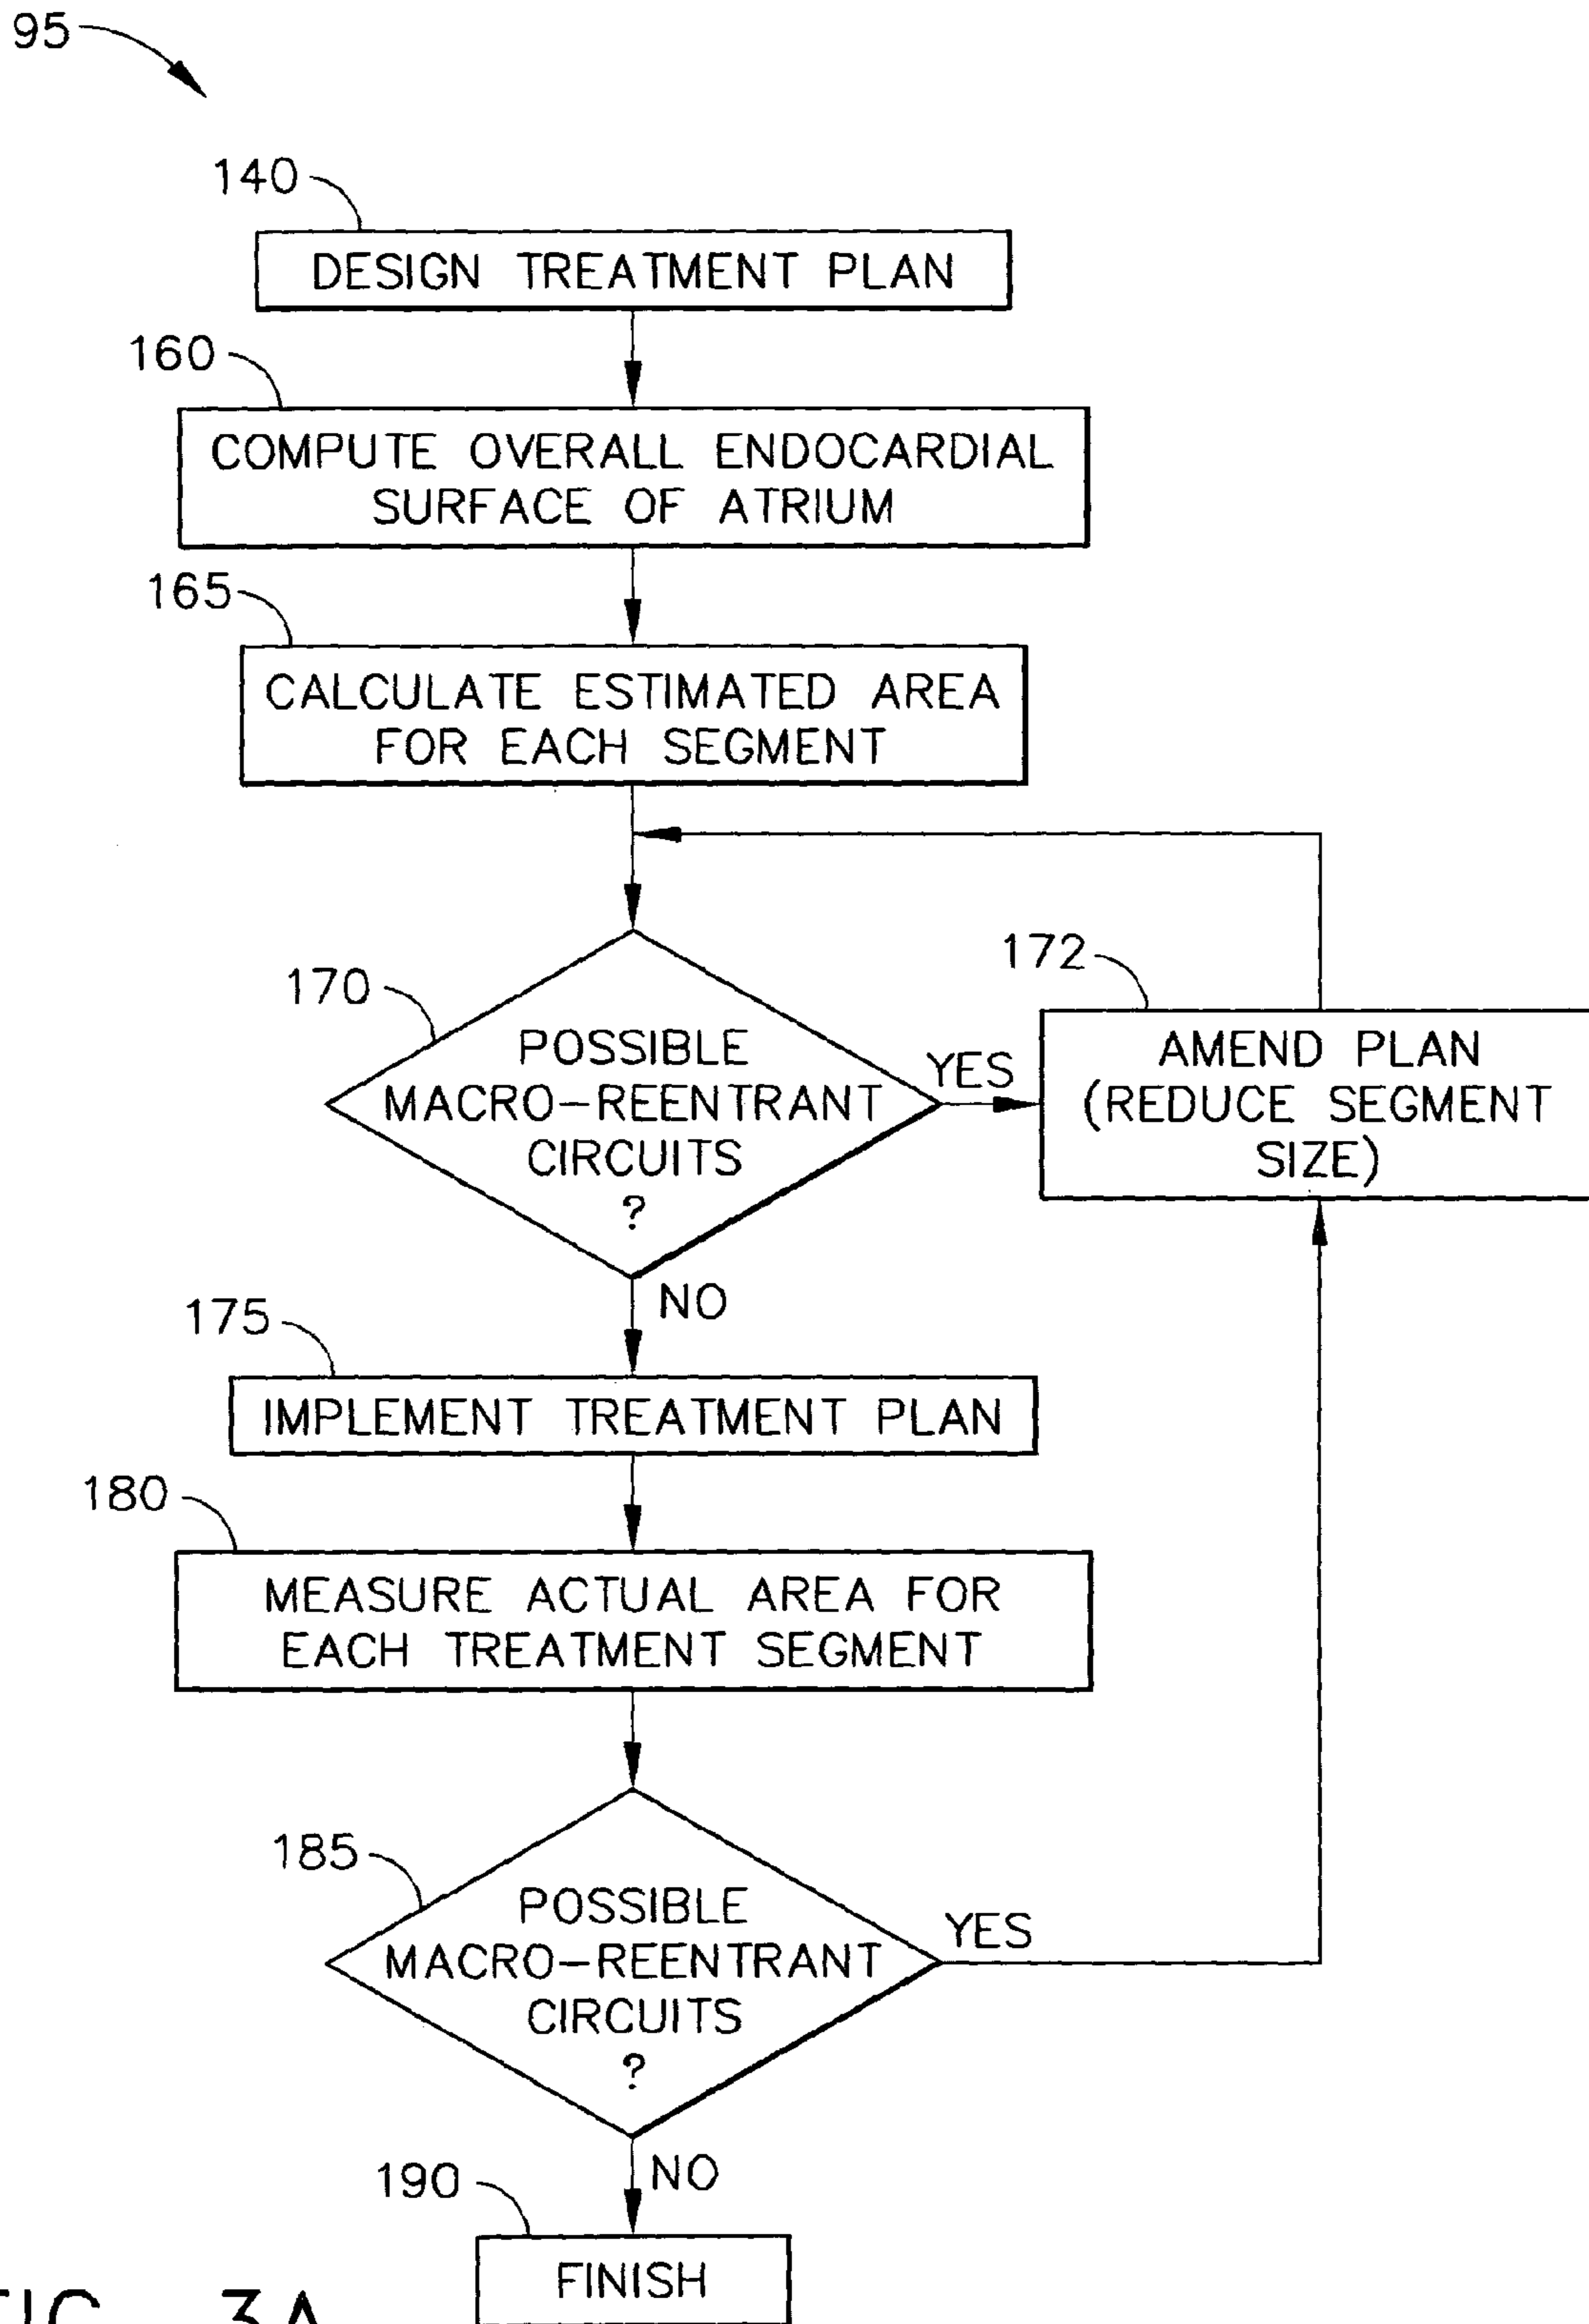 95
140
DESIGN TREATMENT PLAN
160
COMPUTE OVERALL ENDOCARDIAL
SURFACE OF ATRIUM
165
CALCULATE ESTIMATED AREA
FOR EACH SEGMENT
170
POSSIBLE
MACRO-REENTRANT
CIRCUITS
?
YES
172
AMEND PLAN
(REDUCE SEGMENT
SIZE)
NO
175
IMPLEMENT TREATMENT PLAN
180
MEASURE ACTUAL AREA FOR
EACH TREATMENT SEGMENT
185
POSSIBLE
MACRO-REENTRANT
CIRCUITS
?
YES
NO
190
FINISH
FIG. 3A